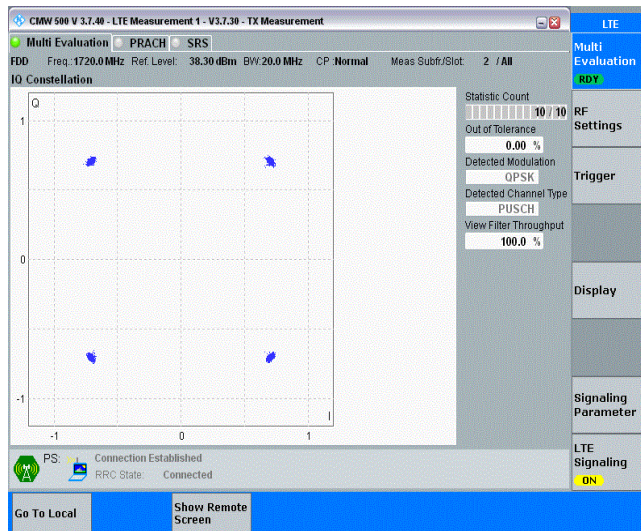 CMW 500 V 3.7.40 - LTE Measurement 1 - V3.7.30 - TX Measurement
LTE
Multi Evaluation PRACH SRS
Multi
Evaluation
RDY
FDD Freq.:1720.0 MHz Ref. Level: 38.30 dBm BW:20.0 MHz CP :Normal Meas Subfr./Slot: 2 / All
IQ Constellation
Q
1
0
-1
I
-1 0 1
Statistic Count
10 / 10
Out of Tolerance
0.00 %
Detected Modulation
QPSK
Detected Channel Type
PUSCH
View Filter Throughput
100.0 %
RF
Settings
Trigger
Display
Signaling
Parameter
LTE
Signaling
ON
PS: Connection Established
RRC State: Connected
Go To Local
Show Remote
Screen